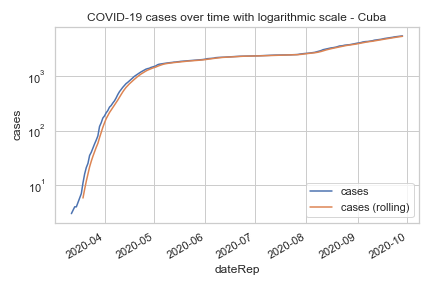 COVID-19 cases over time with logarithmic scale - Cuba
cases
10³
10²
10¹
cases
cases (rolling)
2020-04
2020-05
2020-06
2020-07
2020-08
2020-09
2020-10
dateRep